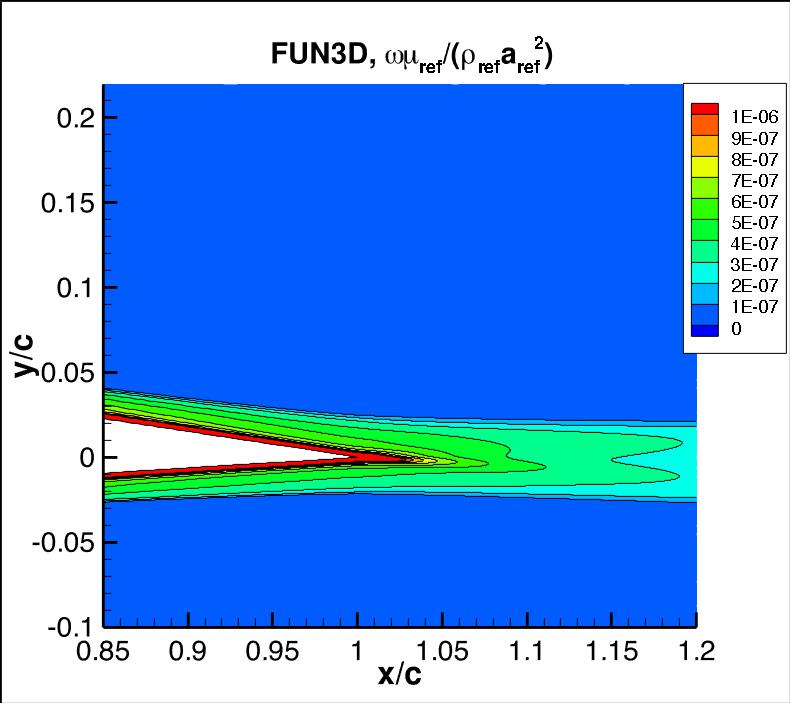 FUN3D, ωμref/(ρrefaref²)
1E-06
9E-07
8E-07
7E-07
6E-07
5E-07
4E-07
3E-07
2E-07
1E-07
0
y/c
0.2
0.15
0.1
0.05
0
-0.05
-0.1
0.85 0.9 0.95 1 1.05 1.1 1.15 1.2
x/c